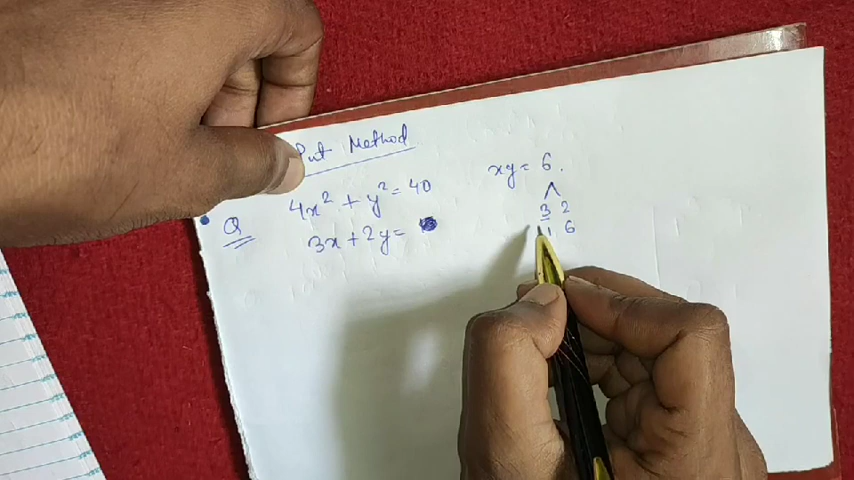 Put Method
Q 4x² + y² = 40
3x + 2y =
xy = 6.
3 2
1 6